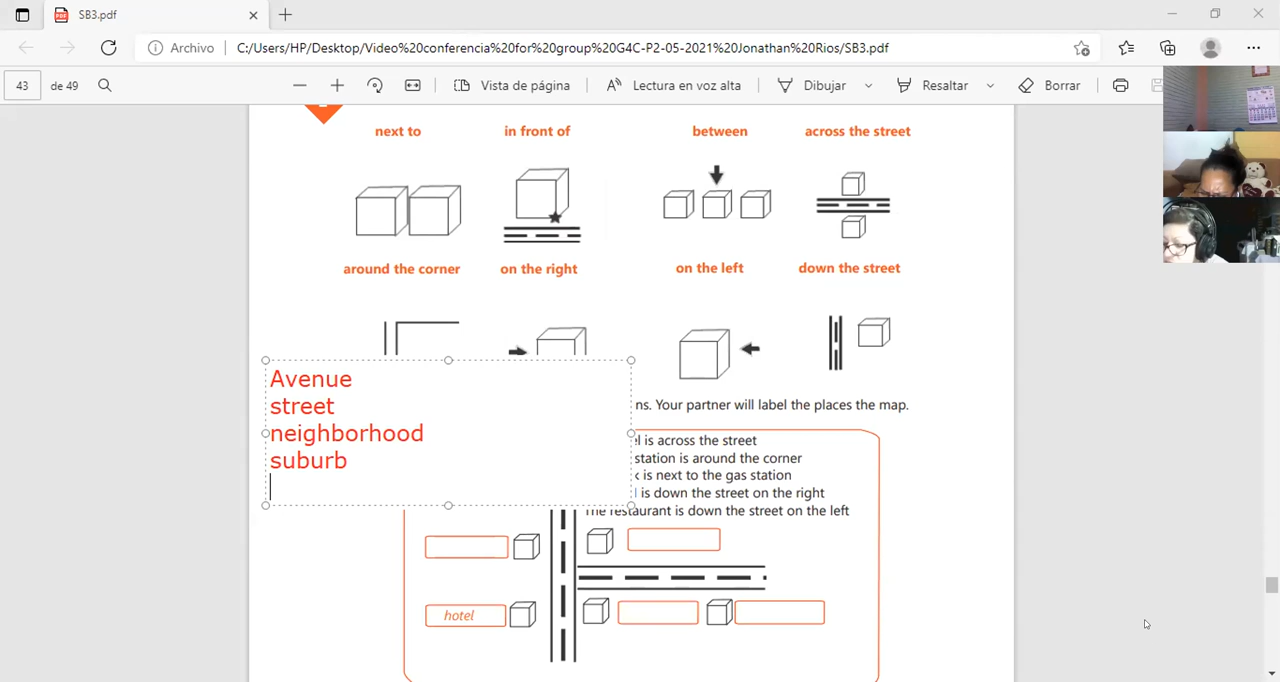 SB3.pdf
Archivo
C:/Users/HP/Desktop/Video%20conferencia%20for%20group%20G4C-P2-05-2021%20Jonathan%20Rios/SB3.pdf
43 de 49
Vista de página
Lectura en voz alta
Dibujar
Resaltar
Borrar
next to in front of between across the street
around the corner on the right on the left down the street
Avenue
street
neighborhood
suburb
ns. Your partner will label the places the map.
el is across the street
station is around the corner
k is next to the gas station
l is down the street on the right
The restaurant is down the street on the left
hotel